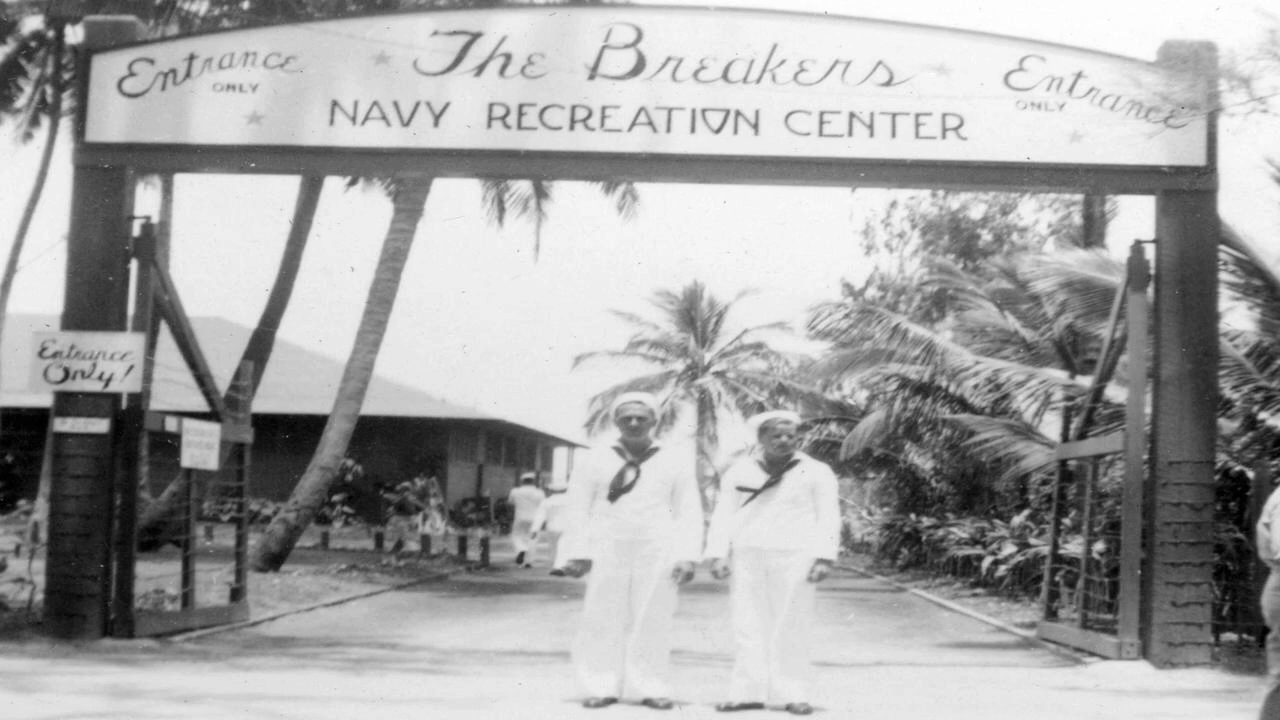 The Breakers
NAVY RECREATION CENTER
Entrance
ONLY
Entrance
ONLY
Entrance
Only!